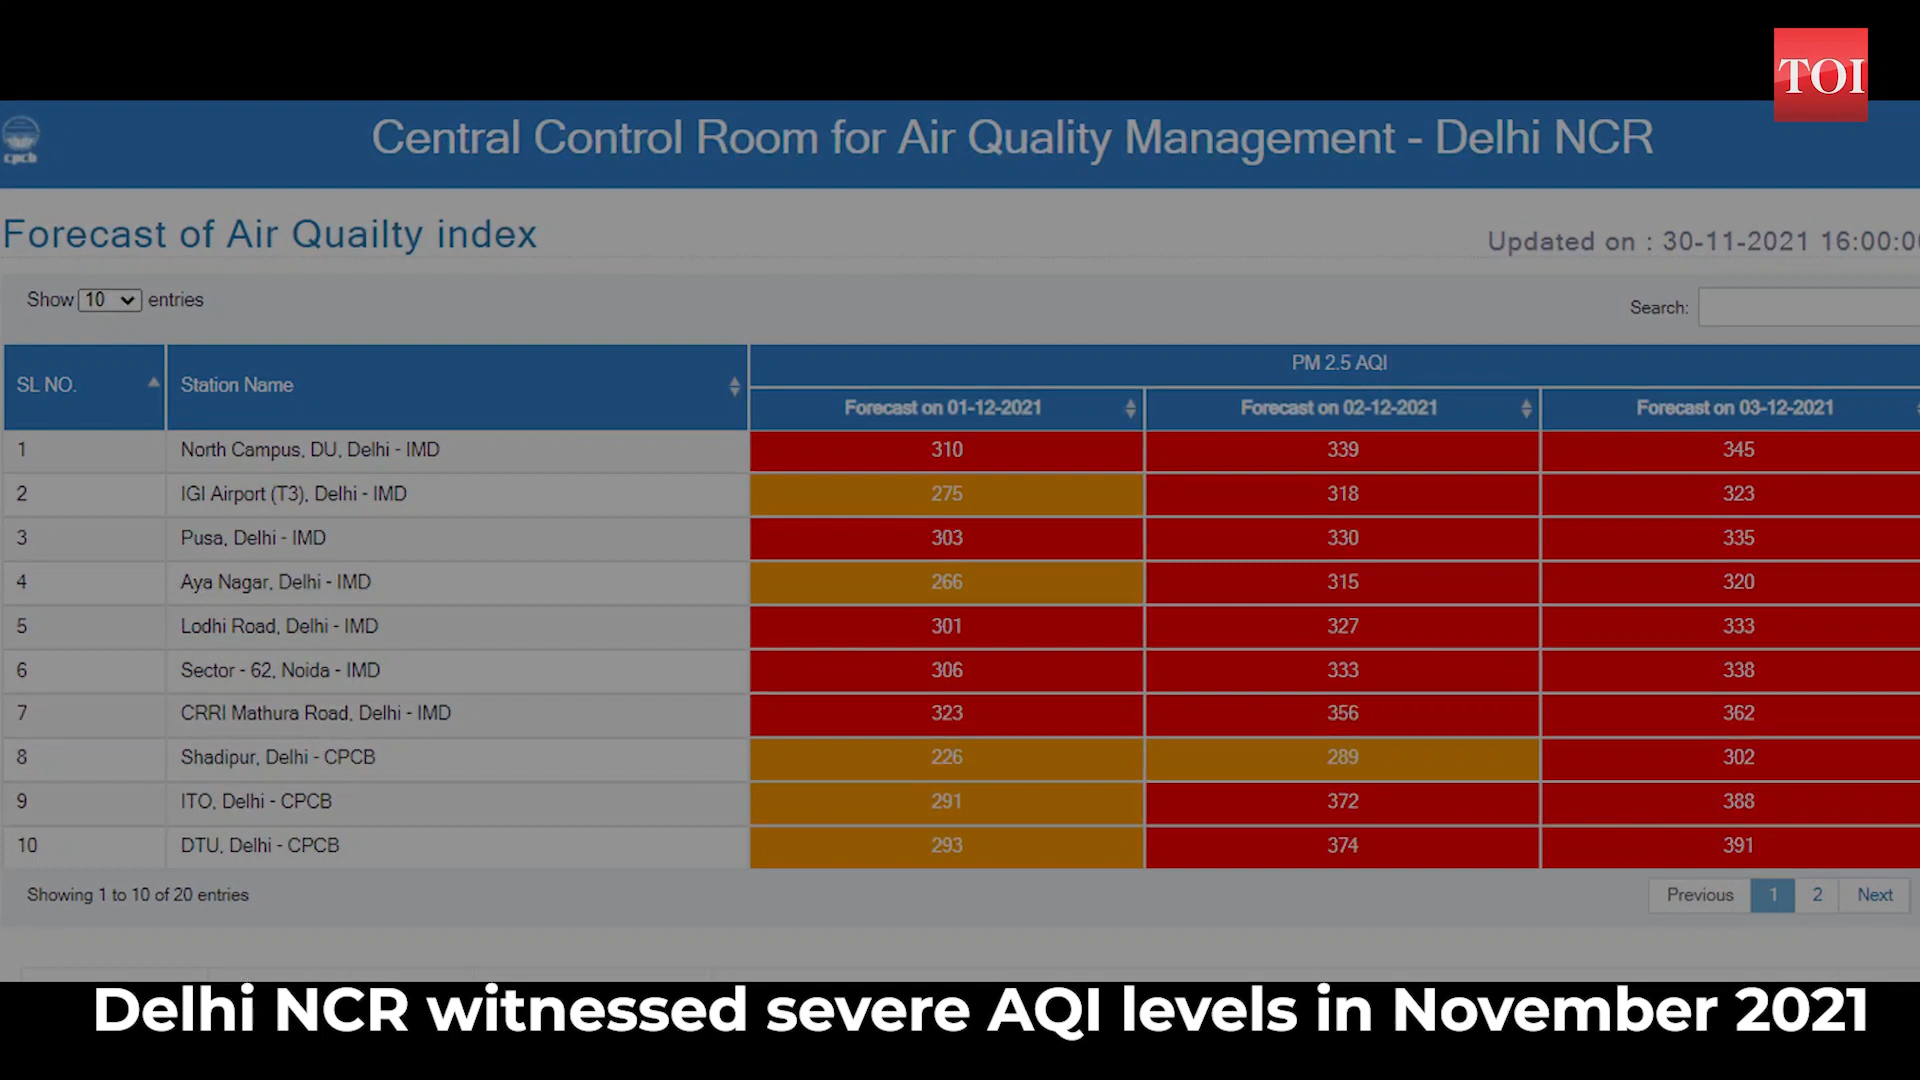 TOI
cpcb
Central Control Room for Air Quality Management - Delhi NCR
Forecast of Air Quailty index
Updated on : 30-11-2021 16:00:0
Show 10 entries
Search:
SL NO. Station Name PM 2.5 AQI
Forecast on 01-12-2021 Forecast on 02-12-2021 Forecast on 03-12-2021
1 North Campus, DU, Delhi - IMD 310 339 345
2 IGI Airport (T3), Delhi - IMD 275 318 323
3 Pusa, Delhi - IMD 303 330 335
4 Aya Nagar, Delhi - IMD 266 315 320
5 Lodhi Road, Delhi - IMD 301 327 333
6 Sector - 62, Noida - IMD 306 333 338
7 CRRI Mathura Road, Delhi - IMD 323 356 362
8 Shadipur, Delhi - CPCB 226 289 302
9 ITO, Delhi - CPCB 291 372 388
10 DTU, Delhi - CPCB 293 374 391
Showing 1 to 10 of 20 entries
Previous 1 2 Next
Delhi NCR witnessed severe AQI levels in November 2021